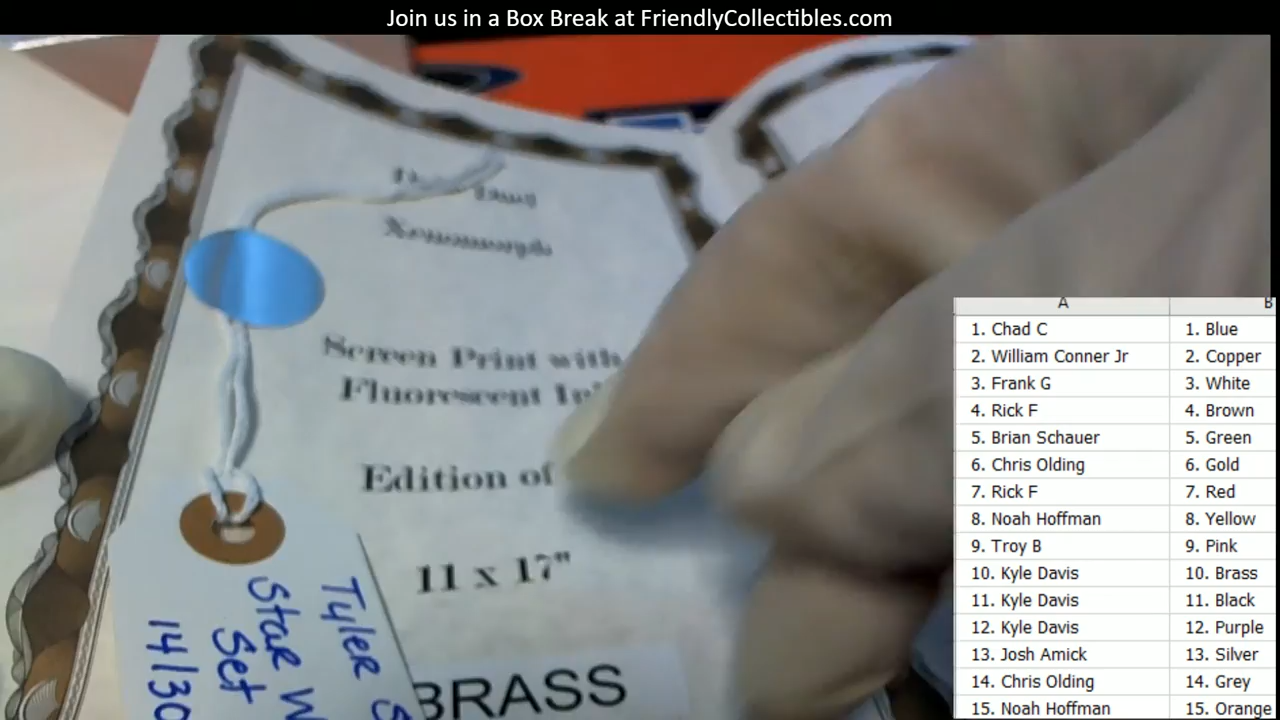 Join us in a Box Break at FriendlyCollectibles.com
Xenomorph
Screen Print with
Fluorescent
Edition of
11 x 17"
BRASS
Tyler S
Star W
Set
14/30
A B
1. Chad C 1. Blue
2. William Conner Jr 2. Copper
3. Frank G 3. White
4. Rick F 4. Brown
5. Brian Schauer 5. Green
6. Chris Olding 6. Gold
7. Rick F 7. Red
8. Noah Hoffman 8. Yellow
9. Troy B 9. Pink
10. Kyle Davis 10. Brass
11. Kyle Davis 11. Black
12. Kyle Davis 12. Purple
13. Josh Amick 13. Silver
14. Chris Olding 14. Grey
15. Noah Hoffman 15. Orange